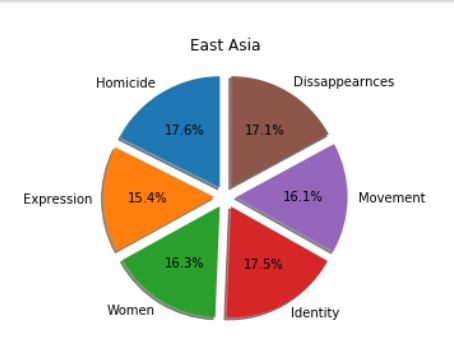 East Asia
Homicide
Dissappearnces
17.6%
17.1%
Expression
15.4%
16.1%
Movement
16.3%
17.5%
Women
Identity